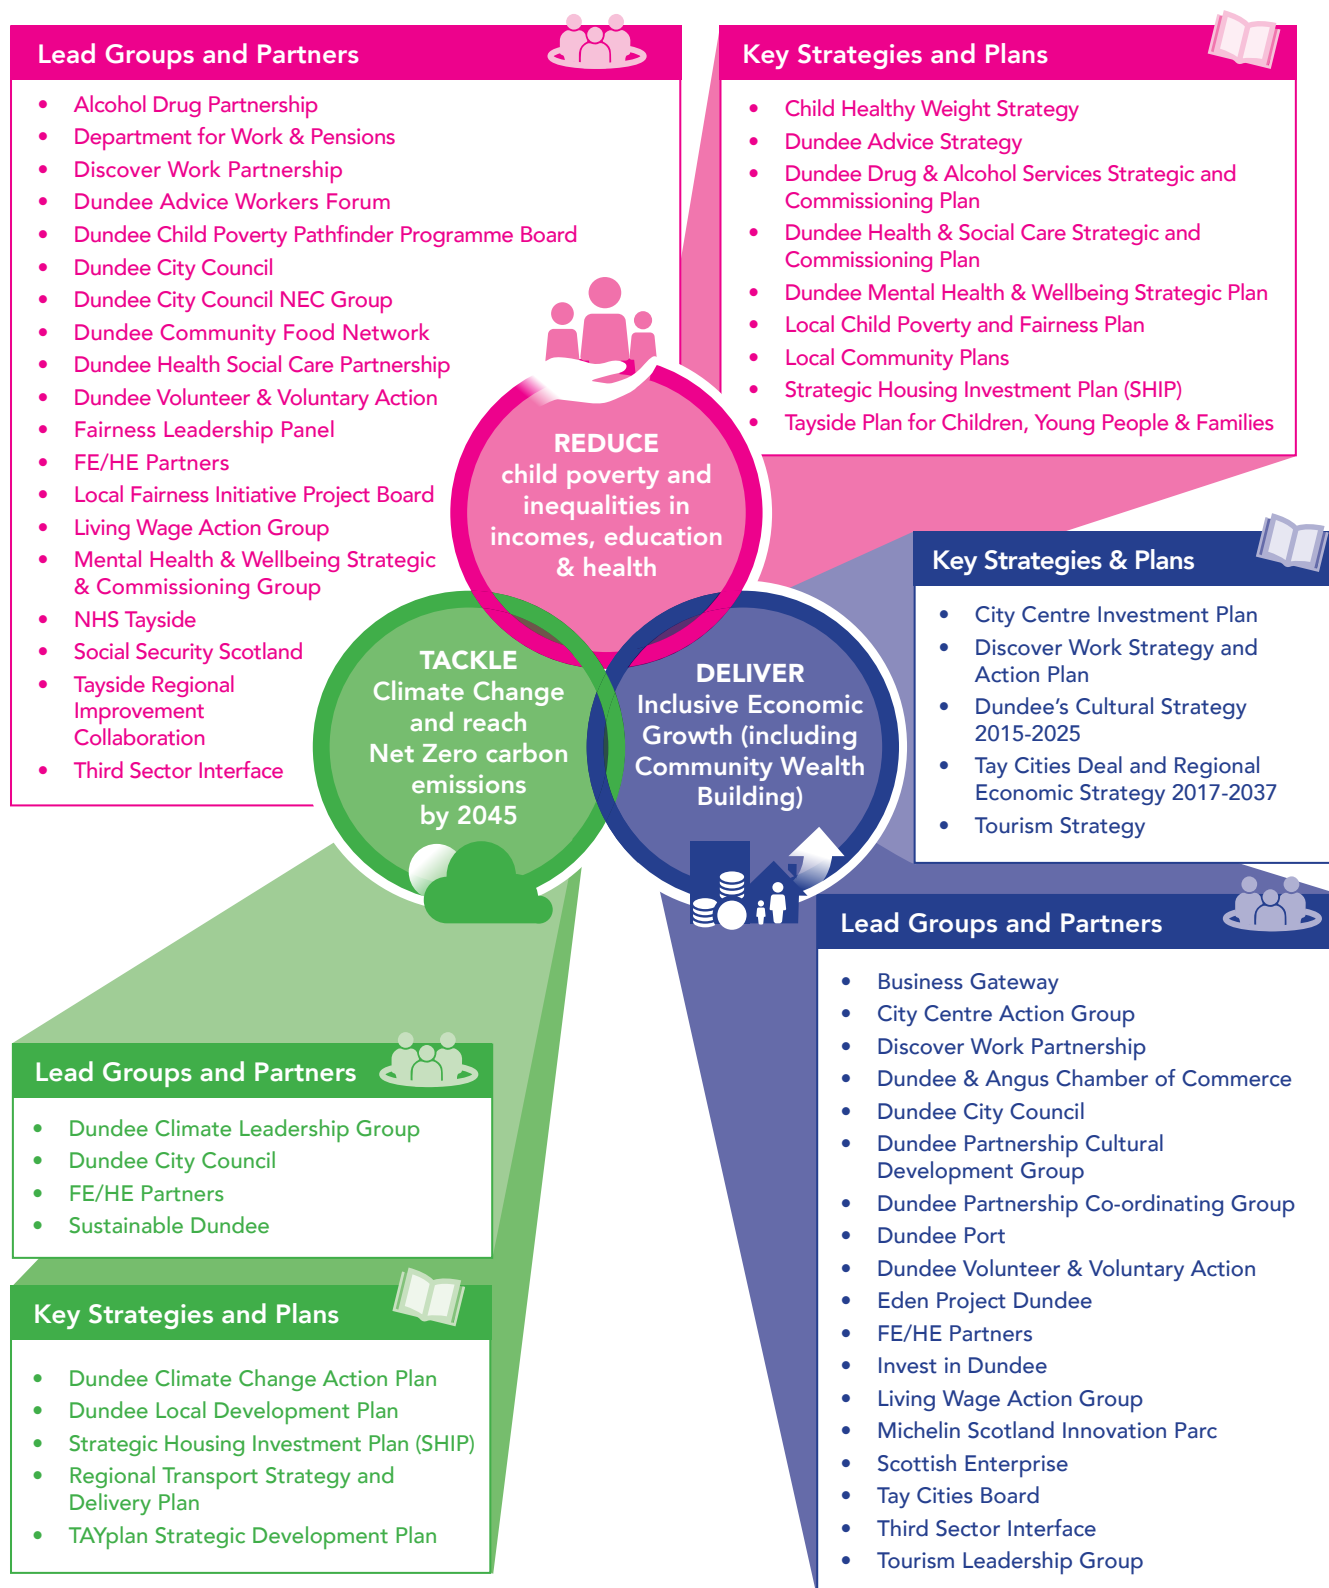 Lead Groups and Partners
• Alcohol Drug Partnership
• Department for Work & Pensions
• Discover Work Partnership
• Dundee Advice Workers Forum
• Dundee Child Poverty Pathfinder Programme Board
• Dundee City Council
• Dundee City Council NEC Group
• Dundee Community Food Network
• Dundee Health Social Care Partnership
• Dundee Volunteer & Voluntary Action
• Fairness Leadership Panel
• FE/HE Partners
• Local Fairness Initiative Project Board
• Living Wage Action Group
• Mental Health & Wellbeing Strategic
& Commissioning Group
• NHS Tayside
• Social Security Scotland
• Tayside Regional
Improvement
Collaboration
• Third Sector Interface
Key Strategies and Plans
• Child Healthy Weight Strategy
• Dundee Advice Strategy
• Dundee Drug & Alcohol Services Strategic and
Commissioning Plan
• Dundee Health & Social Care Strategic and
Commissioning Plan
• Dundee Mental Health & Wellbeing Strategic Plan
• Local Child Poverty and Fairness Plan
• Local Community Plans
• Strategic Housing Investment Plan (SHIP)
• Tayside Plan for Children, Young People & Families
REDUCE
child poverty and
inequalities in
incomes, education
& health
TACKLE
Climate Change
and reach
Net Zero carbon
emissions
by 2045
DELIVER
Inclusive Economic
Growth (including
Community Wealth
Building)
Key Strategies & Plans
• City Centre Investment Plan
• Discover Work Strategy and
Action Plan
• Dundee's Cultural Strategy
2015-2025
• Tay Cities Deal and Regional
Economic Strategy 2017-2037
• Tourism Strategy
Lead Groups and Partners
• Business Gateway
• City Centre Action Group
• Discover Work Partnership
• Dundee & Angus Chamber of Commerce
• Dundee City Council
• Dundee Partnership Cultural
Development Group
• Dundee Partnership Co-ordinating Group
• Dundee Port
• Dundee Volunteer & Voluntary Action
• Eden Project Dundee
• FE/HE Partners
• Invest in Dundee
• Living Wage Action Group
• Michelin Scotland Innovation Parc
• Scottish Enterprise
• Tay Cities Board
• Third Sector Interface
• Tourism Leadership Group
Lead Groups and Partners
• Dundee Climate Leadership Group
• Dundee City Council
• FE/HE Partners
• Sustainable Dundee
Key Strategies and Plans
• Dundee Climate Change Action Plan
• Dundee Local Development Plan
• Strategic Housing Investment Plan (SHIP)
• Regional Transport Strategy and
Delivery Plan
• TAYplan Strategic Development Plan